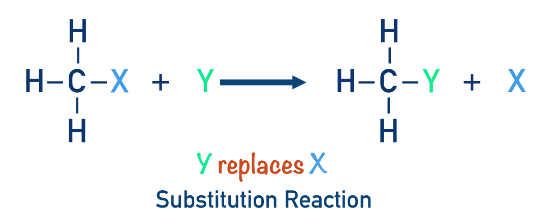 H H
H–C–X + Y H–C–Y + X
H H
Y replaces X
Substitution Reaction